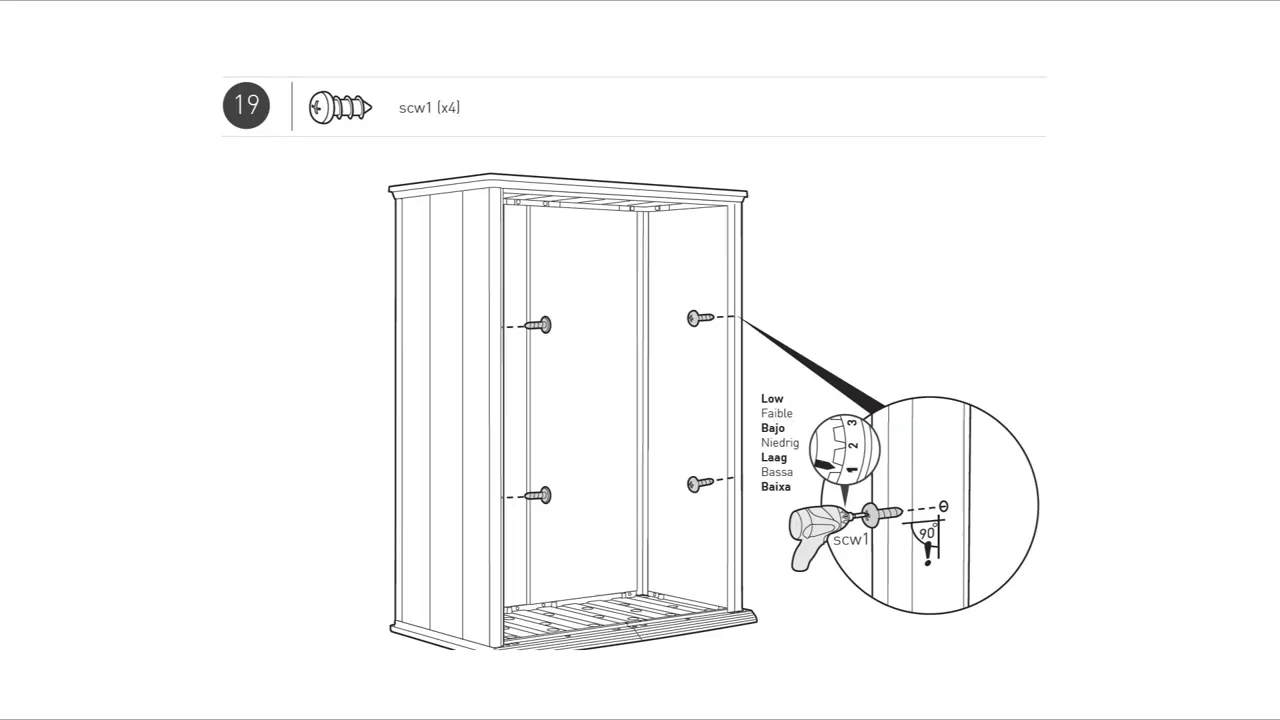 19
scw1 (x4)
Low
Faible
Bajo
Niedrig
Laag
Bassa
Baixa
3
2
1
scw1
90°
!